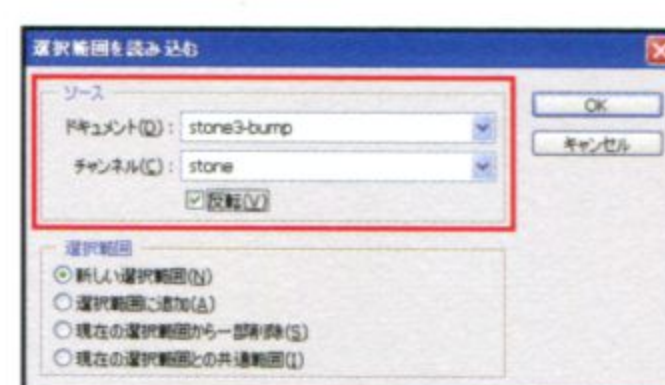 選択範囲を読み込む
ソース
ドキュメント(D): stone3-bump
チャンネル(C): stone
反転(V)
OK
キャンセル
選択範囲
新しい選択範囲(N)
選択範囲に追加(A)
現在の選択範囲から一部削除(S)
現在の選択範囲との共通範囲(I)